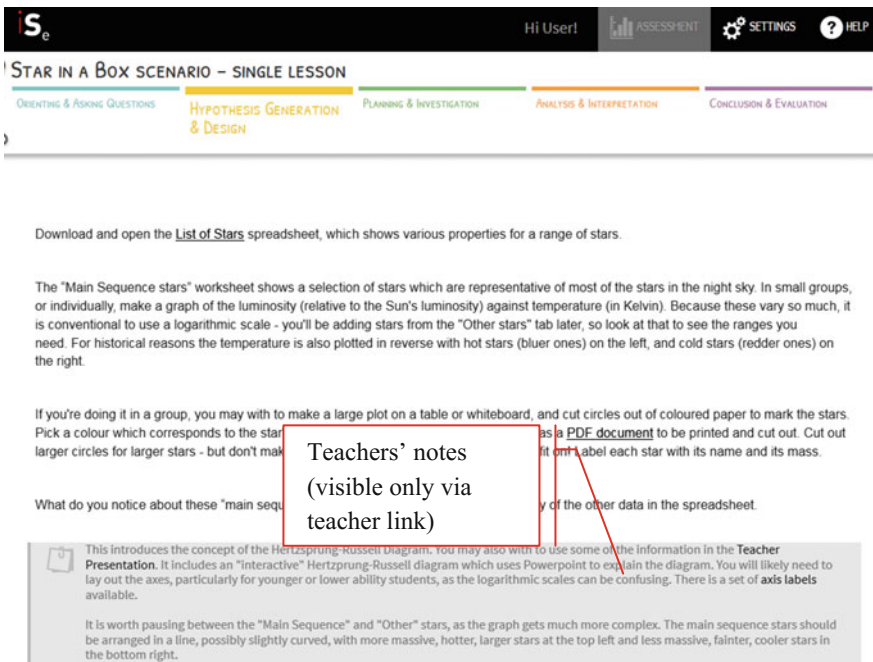 iSe
Hi User!
ASSESSMENT
SETTINGS
? HELP
STAR IN A BOX SCENARIO – SINGLE LESSON
ORIENTING & ASKING QUESTIONS
HYPOTHESIS GENERATION
& DESIGN
PLANNING & INVESTIGATION
ANALYSIS & INTERPRETATION
CONCLUSION & EVALUATION
Download and open the List of Stars spreadsheet, which shows various properties for a range of stars.
The "Main Sequence stars" worksheet shows a selection of stars which are representative of most of the stars in the night sky. In small groups,
or individually, make a graph of the luminosity (relative to the Sun's luminosity) against temperature (in Kelvin). Because these vary so much, it
is conventional to use a logarithmic scale - you'll be adding stars from the "Other stars" tab later, so look at that to see the ranges you
need. For historical reasons the temperature is also plotted in reverse with hot stars (bluer ones) on the left, and cold stars (redder ones) on
the right.
If you're doing it in a group, you may with to make a large plot on a table or whiteboard, and cut circles out of coloured paper to mark the stars.
Pick a colour which corresponds to the star as a PDF document to be printed and cut out. Cut out
larger circles for larger stars - but don't mak fit on! Label each star with its name and its mass.
What do you notice about these "main sequ y of the other data in the spreadsheet.
Teachers' notes
(visible only via
teacher link)
This introduces the concept of the Hertzsprung-Russell Diagram. You may also with to use some of the information in the Teacher
Presentation. It includes an "interactive" Hertzprung-Russell diagram which uses Powerpoint to explain the diagram. You will likely need to
lay out the axes, particularly for younger or lower ability students, as the logarithmic scales can be confusing. There is a set of axis labels
available.
It is worth pausing between the "Main Sequence" and "Other" stars, as the graph gets much more complex. The main sequence stars should
be arranged in a line, possibly slightly curved, with more massive, hotter, larger stars at the top left and less massive, fainter, cooler stars in
the bottom right.